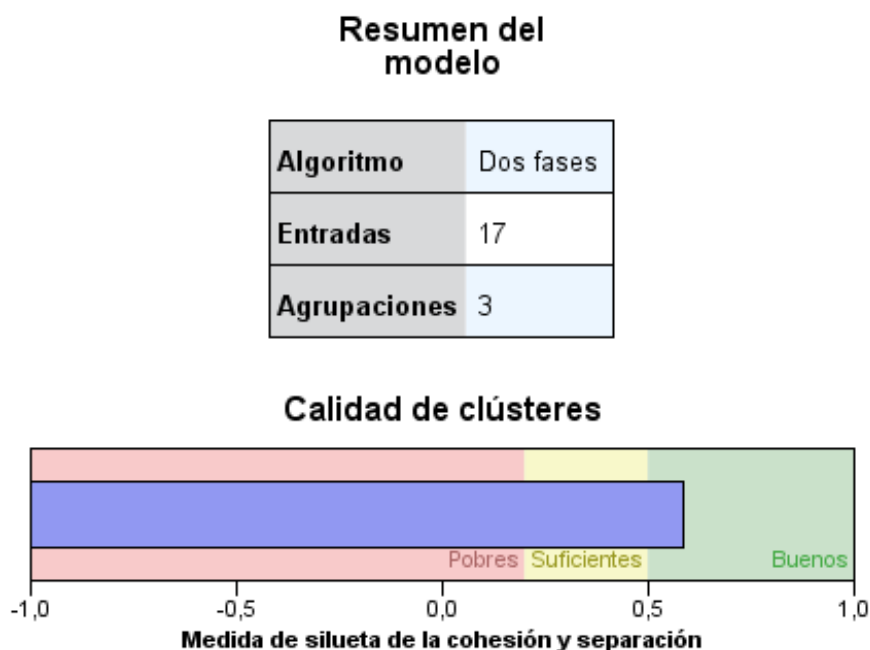 Resumen del
modelo
Algoritmo Dos fases
Entradas 17
Agrupaciones 3
Calidad de clústeres
Pobres Suficientes Buenos
-1,0 -0,5 0,0 0,5 1,0
Medida de silueta de la cohesión y separación